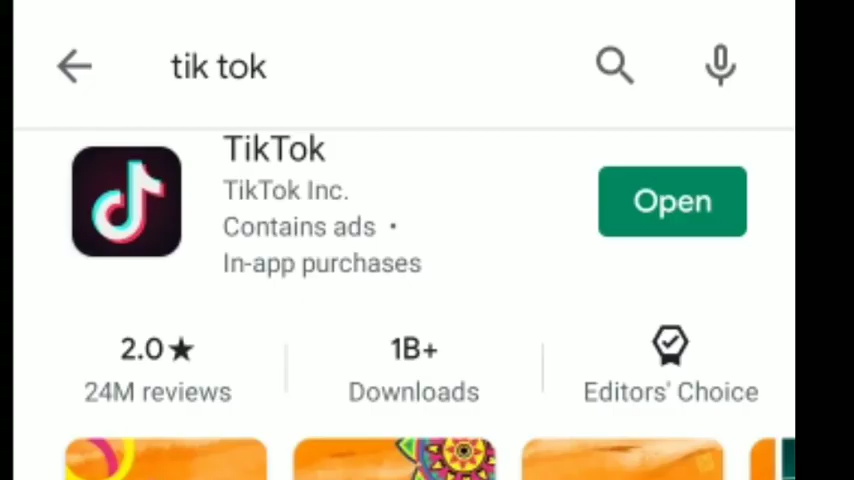 tik tok
TikTok
TikTok Inc.
Contains ads •
In-app purchases
Open
2.0★
24M reviews
1B+
Downloads
Editors' Choice